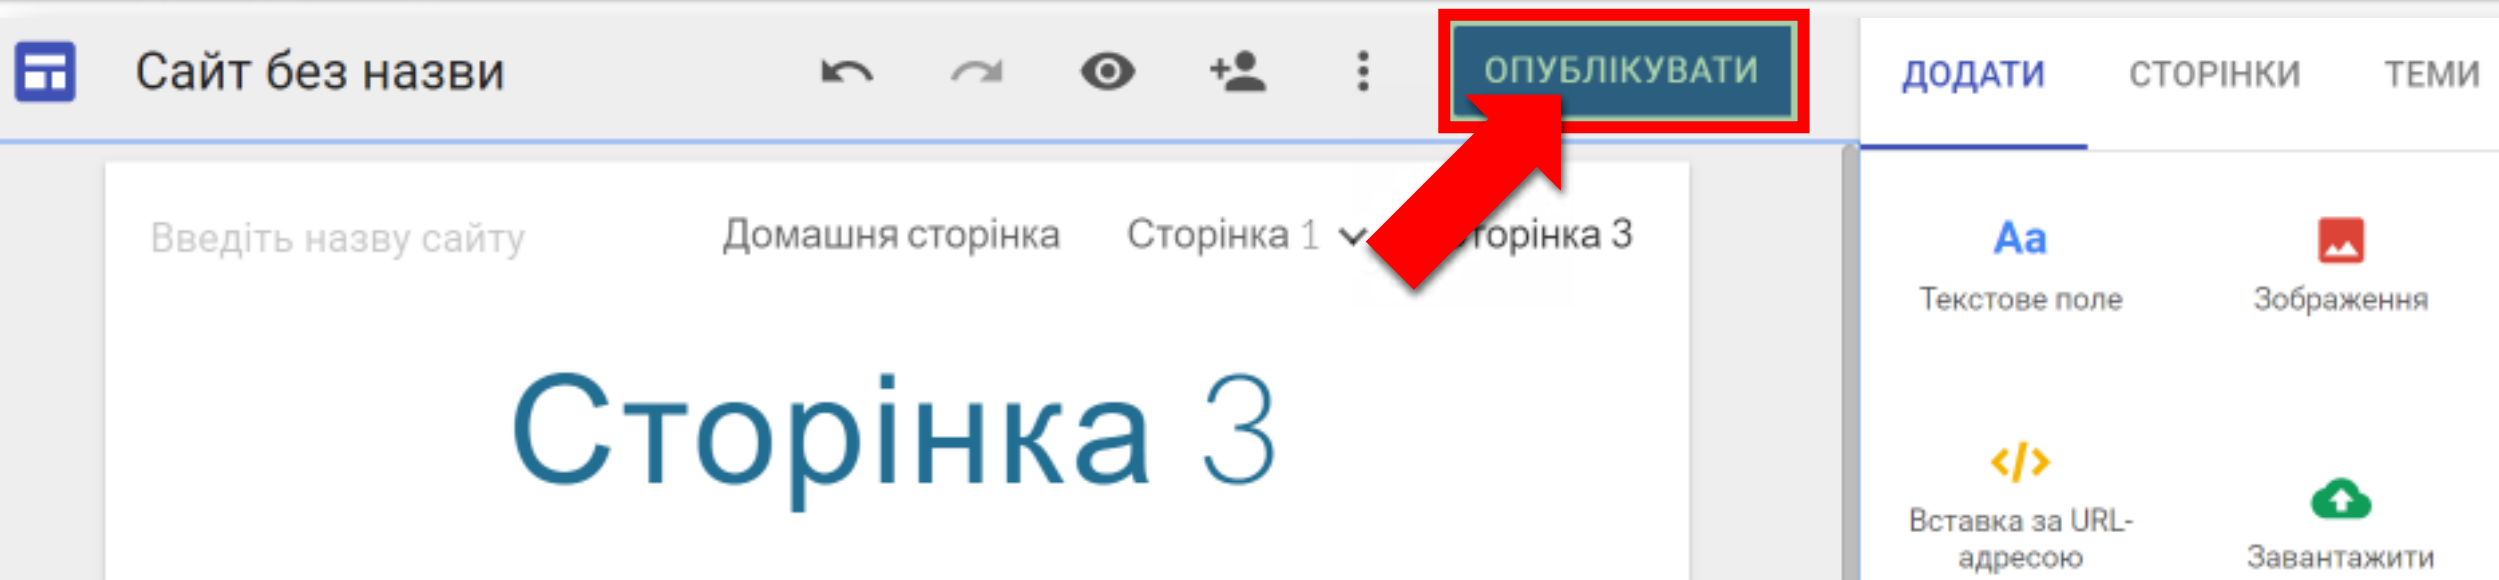 Сайт без назви
ОПУБЛІКУВАТИ
ДОДАТИ СТОРІНКИ ТЕМИ
Введіть назву сайту
Домашня сторінка Сторінка 1 торінка 3
Сторінка 3
Aa
Текстове поле
Зображення
Вставка за URL-
адресою
Завантажити